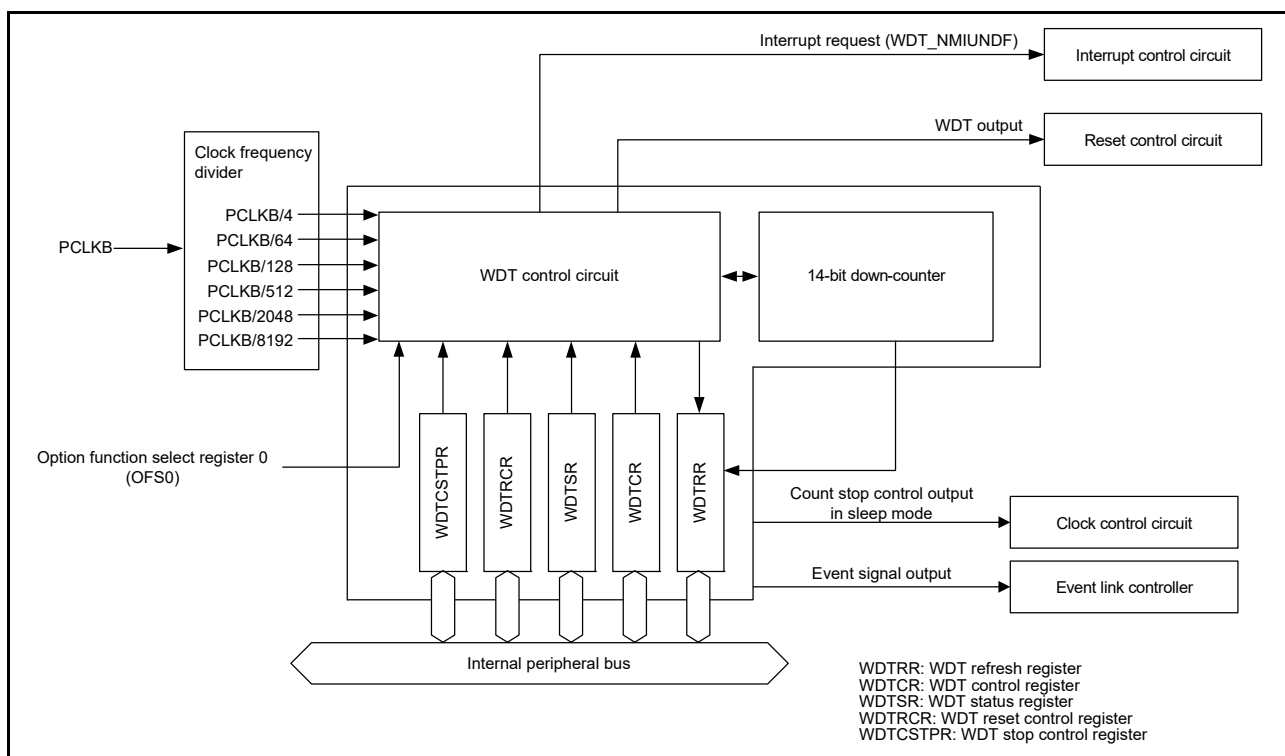 Interrupt request (WDT_NMIUNDF)
Interrupt control circuit
WDT output
Reset control circuit
Clock frequency
divider
PCLKB/4
PCLKB/64
PCLKB/128
PCLKB/512
PCLKB/2048
PCLKB/8192
PCLKB
WDT control circuit
14-bit down-counter
Option function select register 0
(OFS0)
WDTCSTPR
WDTRCR
WDTSR
WDTCR
WDTRR
Count stop control output
in sleep mode
Clock control circuit
Event signal output
Event link controller
Internal peripheral bus
WDTRR: WDT refresh register
WDTCR: WDT control register
WDTSR: WDT status register
WDTRCR: WDT reset control register
WDTCSTPR: WDT stop control register